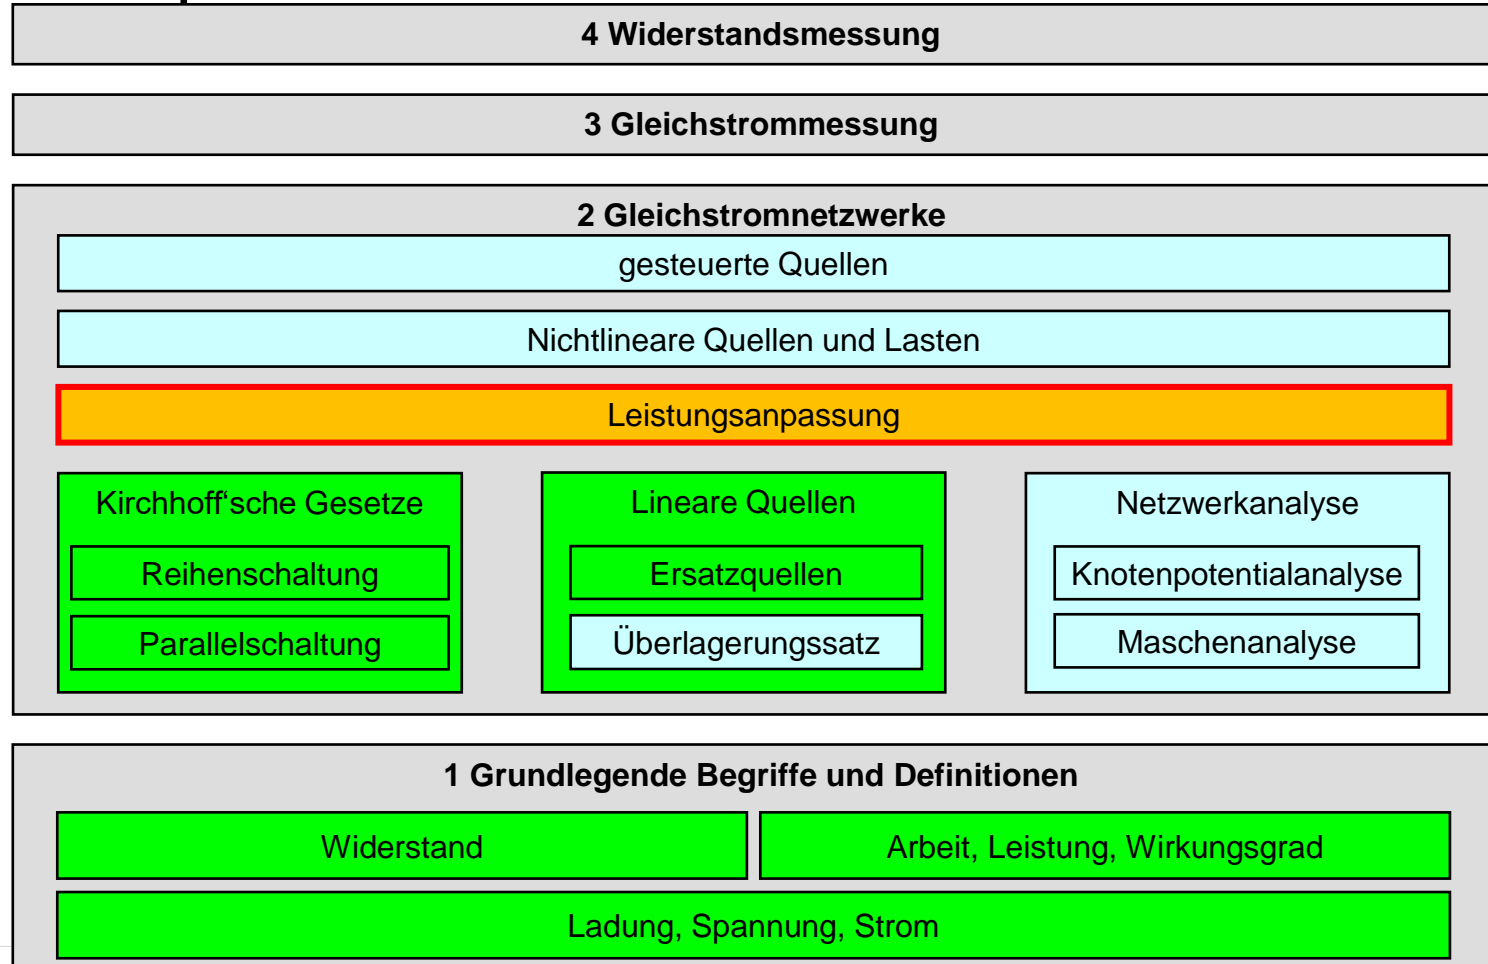 4 Widerstandsmessung
3 Gleichstrommessung
2 Gleichstromnetzwerke
gesteuerte Quellen
Nichtlineare Quellen und Lasten
Leistungsanpassung
Kirchhoff‘sche Gesetze
Reihenschaltung
Parallelschaltung
Lineare Quellen
Ersatzquellen
Überlagerungssatz
Netzwerkanalyse
Knotenpotentialanalyse
Maschenanalyse
1 Grundlegende Begriffe und Definitionen
Widerstand
Arbeit, Leistung, Wirkungsgrad
Ladung, Spannung, Strom